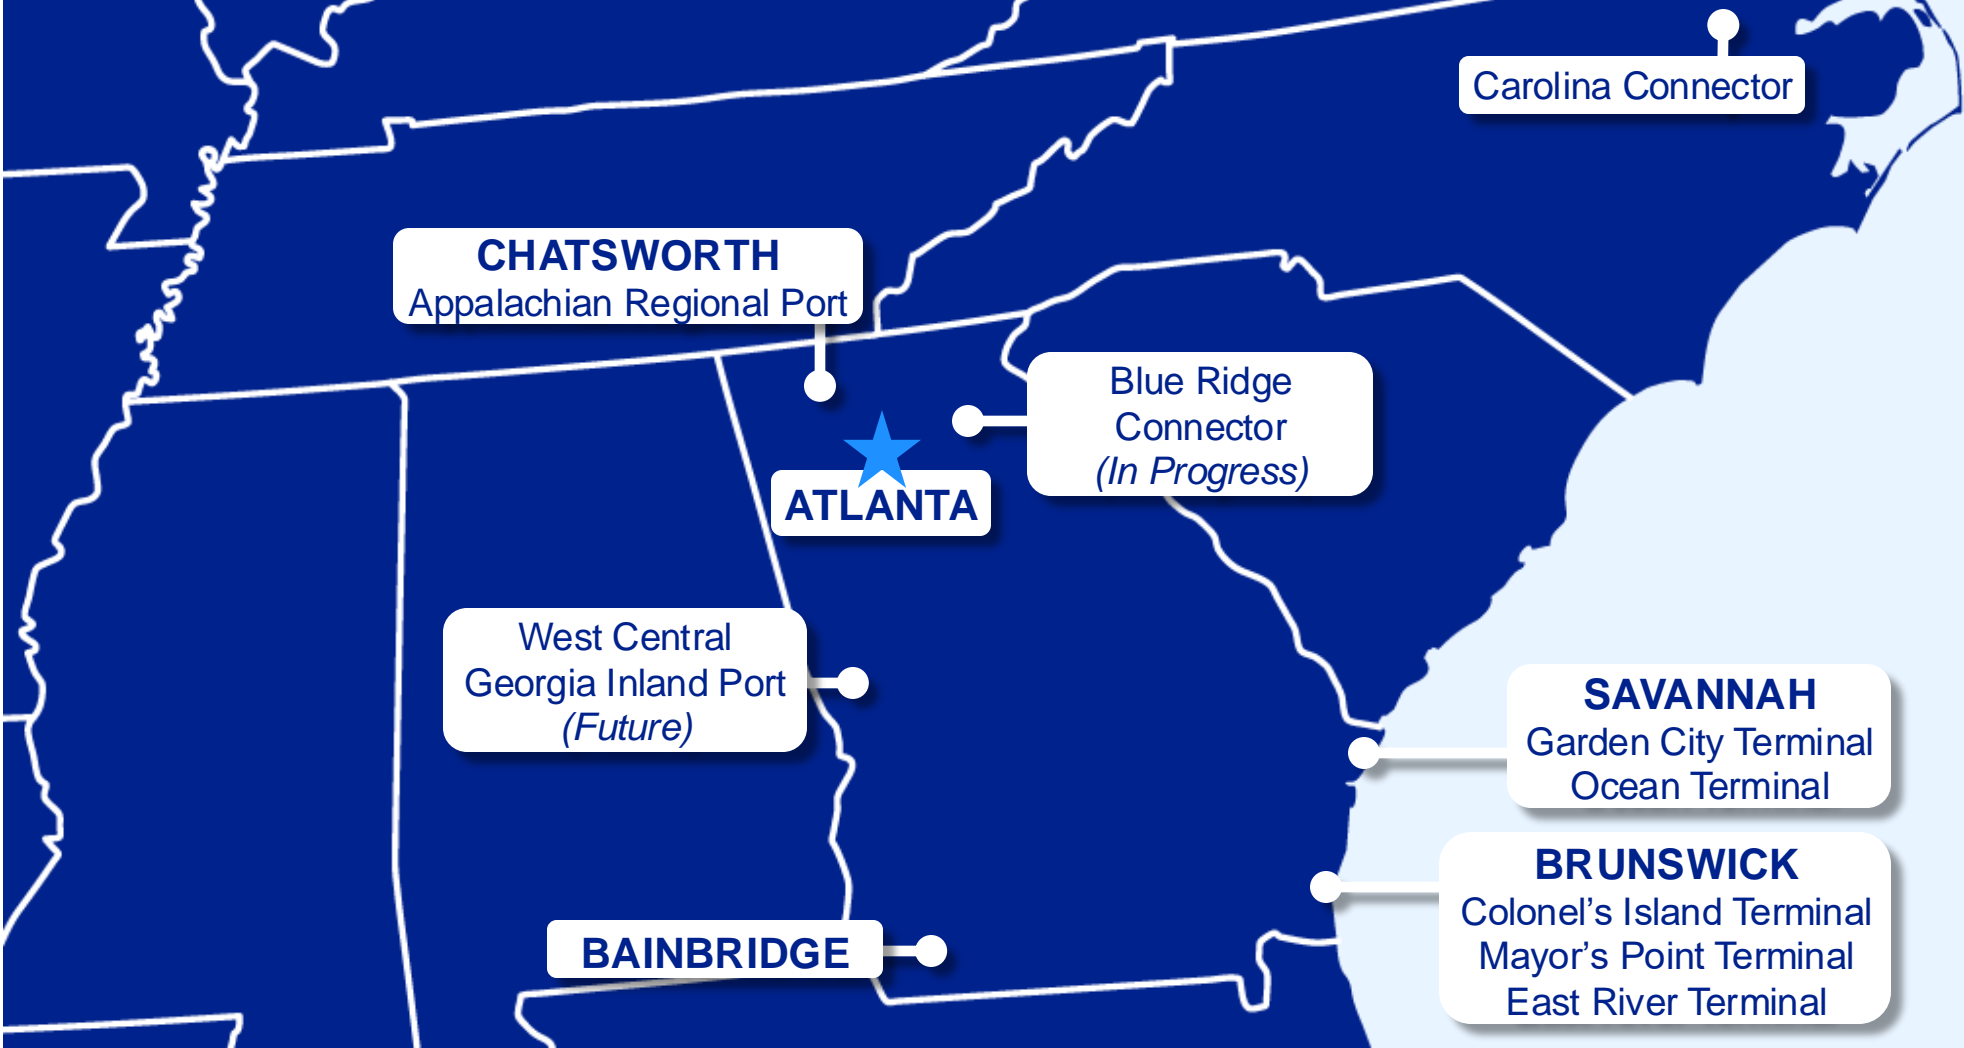 Carolina Connector
CHATSWORTH
Appalachian Regional Port
Blue Ridge
Connector
(In Progress)
ATLANTA
West Central
Georgia Inland Port
(Future)
SAVANNAH
Garden City Terminal
Ocean Terminal
BRUNSWICK
Colonel’s Island Terminal
Mayor’s Point Terminal
East River Terminal
BAINBRIDGE